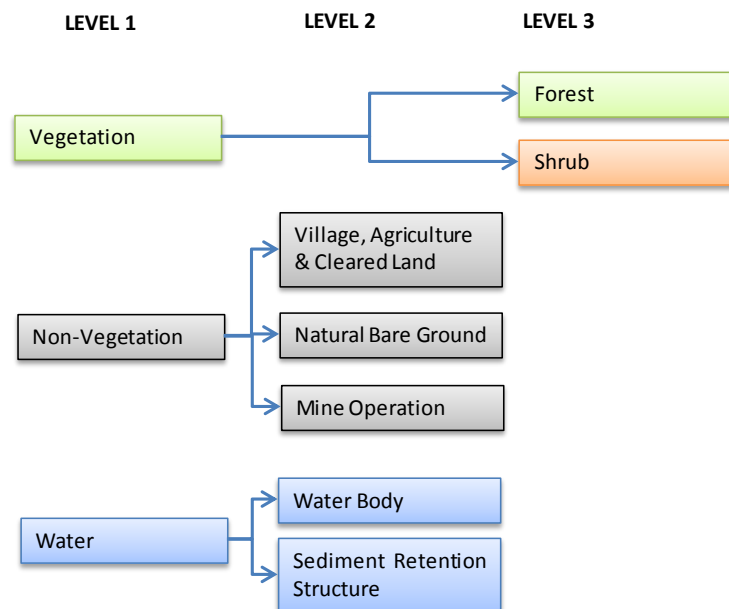 LEVEL 1
LEVEL 2
LEVEL 3
Forest
Vegetation
Shrub
Village, Agriculture
& Cleared Land
Non-Vegetation
Natural Bare Ground
Mine Operation
Water Body
Water
Sediment Retention
Structure